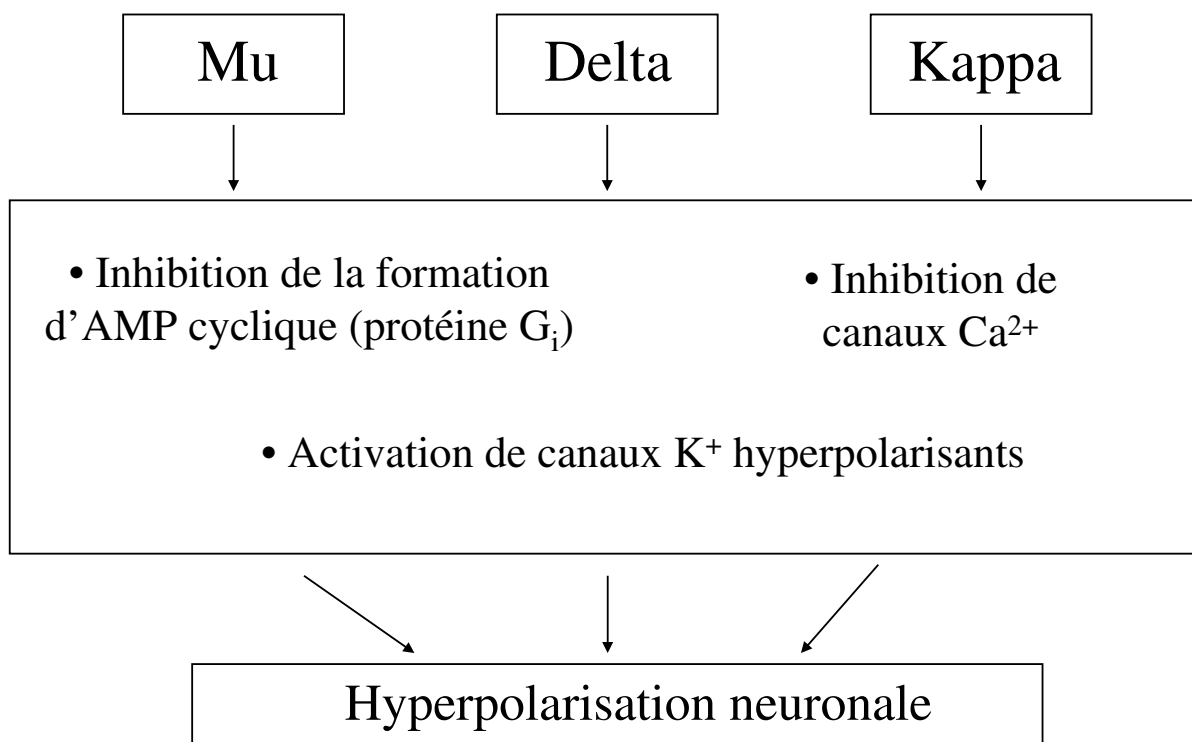 Mu
Delta
Kappa
• Inhibition de la formation
d’AMP cyclique (protéine Gᵢ)
• Inhibition de
canaux Ca²⁺
• Activation de canaux K⁺ hyperpolarisants
Hyperpolarisation neuronale